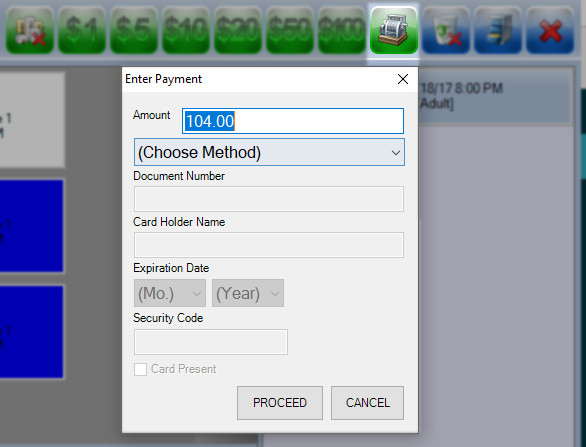 $1 $5 $10 $20 $50 $100
Enter Payment
18/17 8:00 PM
Adult]
Amount 104.00
(Choose Method)
Document Number
Card Holder Name
Expiration Date
(Mo.) (Year)
Security Code
Card Present
PROCEED CANCEL